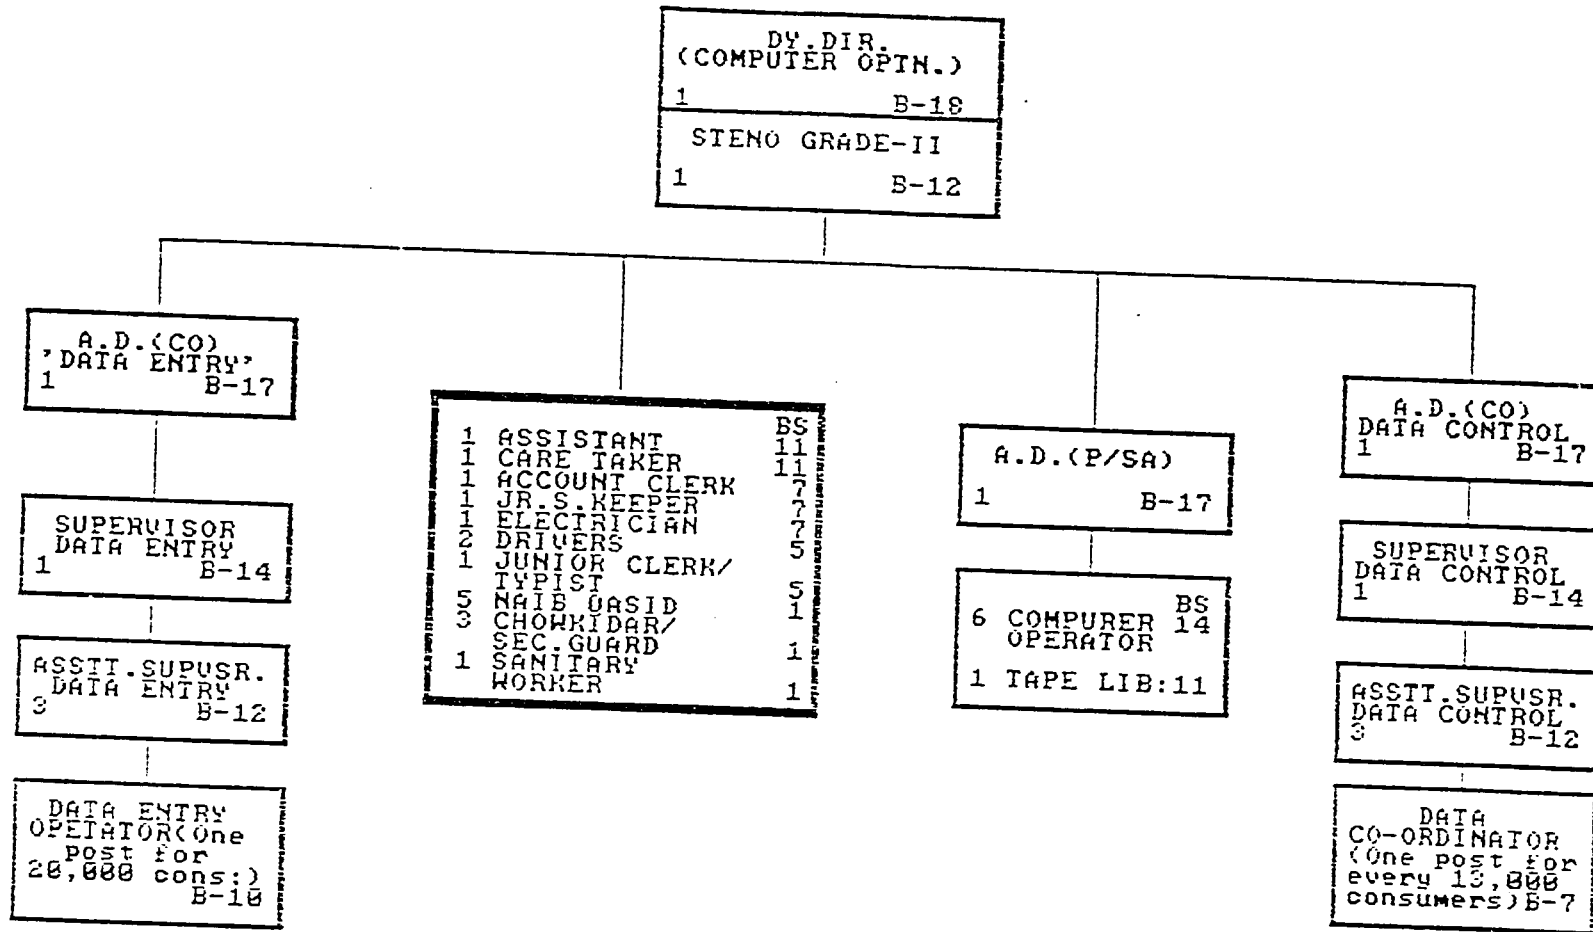 DY.DIR.
(COMPUTER OPTN.)
1 B-18
STENO GRADE-II
1 B-12
A.D.(CO)
'DATA ENTRY'
1 B-17
SUPERVISOR
DATA ENTRY
1 B-14
ASSTT.SUPVSR.
DATA ENTRY
3 B-12
DATA ENTRY
OPETATOR(One
post for
20,000 cons:)
B-10
BS
1 ASSISTANT 11
1 CARE TAKER 11
1 ACCOUNT CLERK 7
1 JR.S.KEEPER 7
1 ELECTRICIAN 7
2 DRIVERS 5
1 JUNIOR CLERK/
TYPIST 5
5 NAIB QASID 1
3 CHOWKIDAR/
SEC.GUARD 1
1 SANITARY
WORKER 1
A.D.(P/SA)
1 B-17
BS
6 COMPURER 14
OPERATOR
1 TAPE LIB:11
A.D.(CO)
DATA CONTROL
1 B-17
SUPERVISOR
DATA CONTROL
1 B-14
ASSTT.SUPVSR.
DATA CONTROL
3 B-12
DATA
CO-ORDINATOR
(One post for
every
consumers)B-7